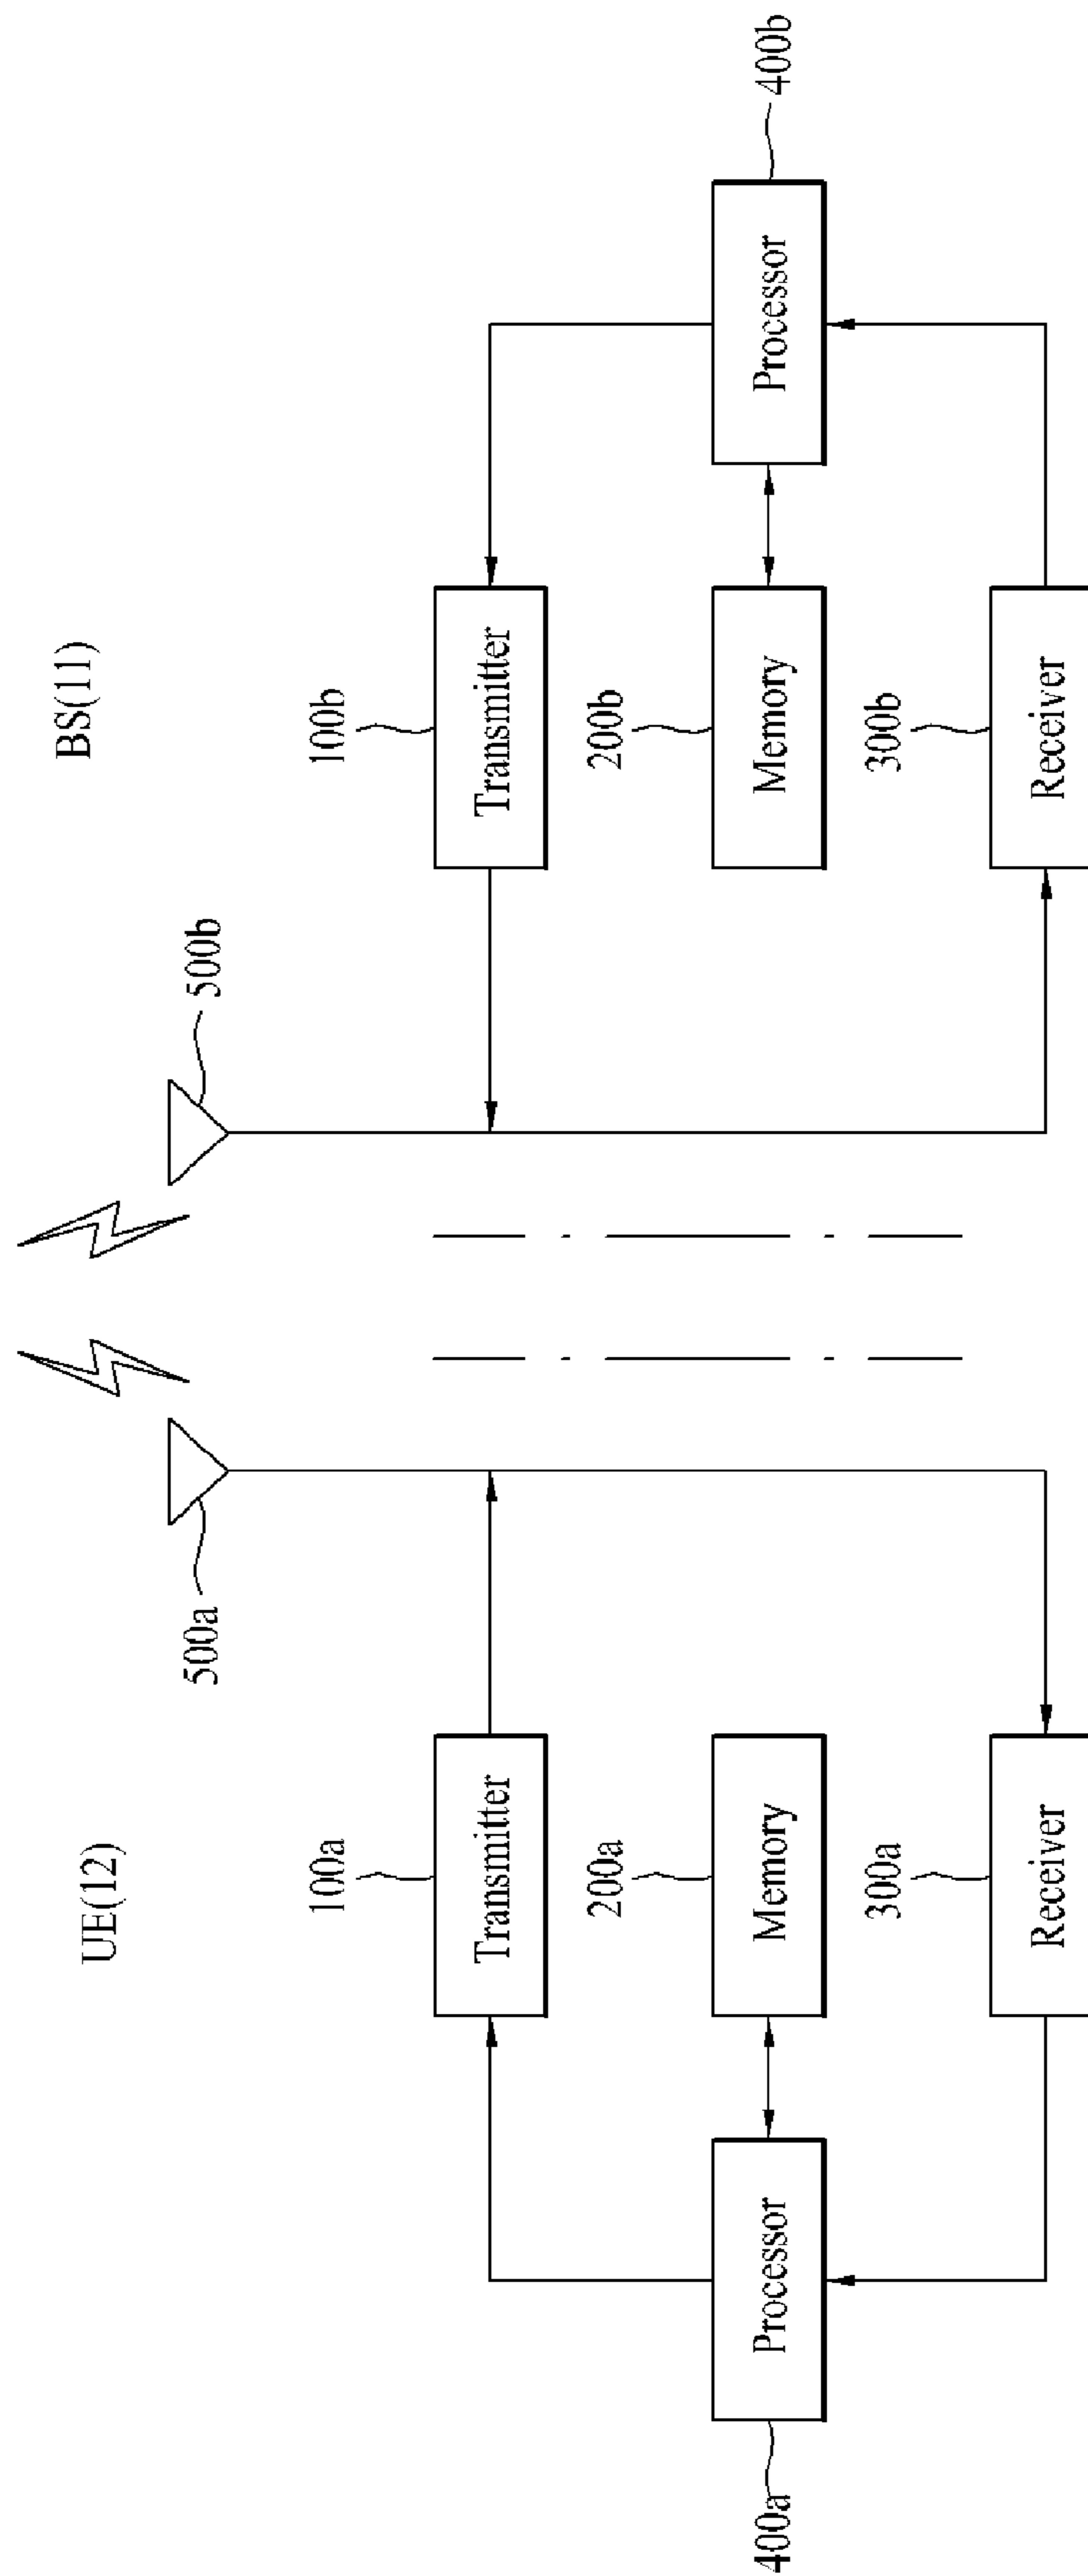 UE(12)
BS(11)
500a
500b
100a
Transmitter
100b
Transmitter
400a
Processor
200a
Memory
200b
Memory
Processor
400b
300a
Receiver
300b
Receiver